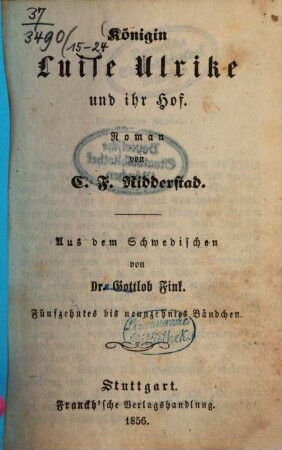 37
3490(15-24
Königin
Luise Ulrike
und ihr Hof.
Roman
von
C. F. Ridderstad.
Aus dem Schwedischen
von
Dr. Gottlob Fink.
Fünfzehntes bis neunzehntes Bändchen.
Stuttgart.
Franckh'sche Verlagshandlung.
1856.